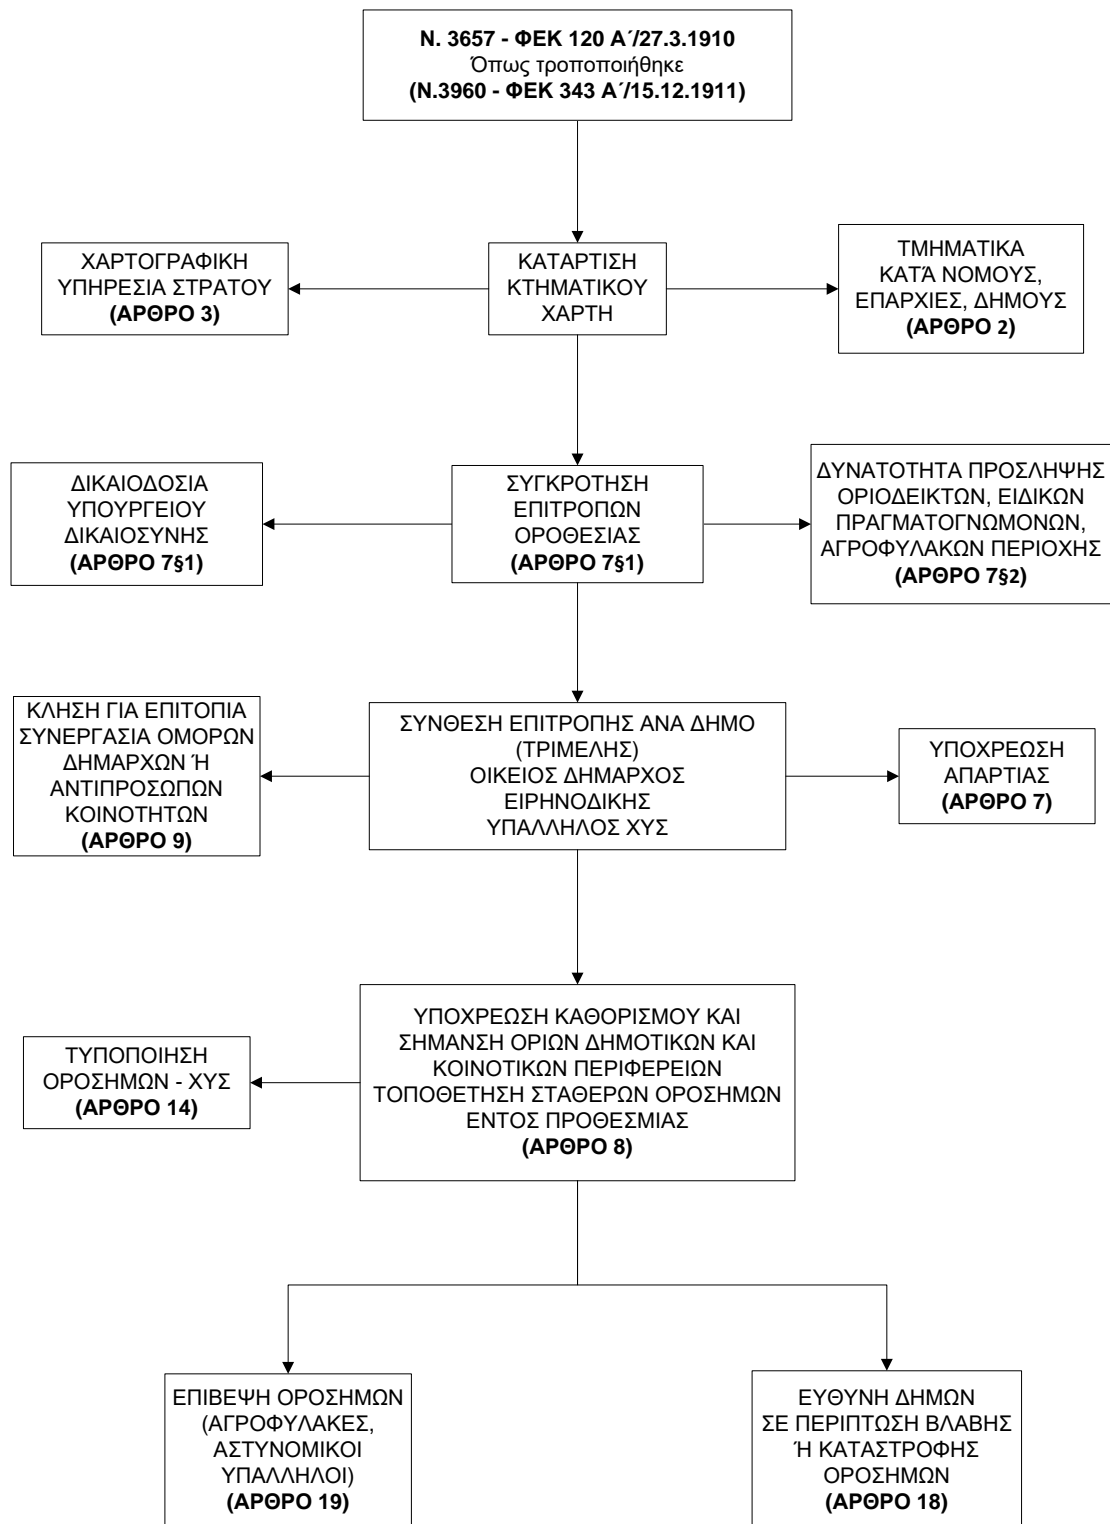 Ν. 3657 - ΦΕΚ 120 Α΄/27.3.1910
Όπως τροποποιήθηκε
(Ν.3960 - ΦΕΚ 343 Α΄/15.12.1911)
ΧΑΡΤΟΓΡΑΦΙΚΗ
ΥΠΗΡΕΣΙΑ ΣΤΡΑΤΟΥ
(ΑΡΘΡΟ 3)
ΚΑΤΑΡΤΙΣΗ
ΚΤΗΜΑΤΙΚΟΥ
ΧΑΡΤΗ
ΤΜΗΜΑΤΙΚΑ
ΚΑΤΆ ΝΟΜΟΥΣ,
ΕΠΑΡΧΙΕΣ, ΔΗΜΟΥΣ
(ΑΡΘΡΟ 2)
ΔΙΚΑΙΟΔΟΣΙΑ
ΥΠΟΥΡΓΕΙΟΥ
ΔΙΚΑΙΟΣΥΝΗΣ
(ΑΡΘΡΟ 7§1)
ΣΥΓΚΡΟΤΗΣΗ
ΕΠΙΤΡΟΠΩΝ
ΟΡΟΘΕΣΙΑΣ
(ΑΡΘΡΟ 7§1)
ΔΥΝΑΤΟΤΗΤΑ ΠΡΟΣΛΗΨΗΣ
ΟΡΙΟΔΕΙΚΤΩΝ, ΕΙΔΙΚΩΝ
ΠΡΑΓΜΑΤΟΓΝΩΜΟΝΩΝ,
ΑΓΡΟΦΥΛΑΚΩΝ ΠΕΡΙΟΧΗΣ
(ΑΡΘΡΟ 7§2)
ΚΛΗΣΗ ΓΙΑ ΕΠΙΤΟΠΙΑ
ΣΥΝΕΡΓΑΣΙΑ ΟΜΟΡΩΝ
ΔΗΜΑΡΧΩΝ Ή
ΑΝΤΙΠΡΟΣΩΠΩΝ
ΚΟΙΝΟΤΗΤΩΝ
(ΑΡΘΡΟ 9)
ΣΥΝΘΕΣΗ ΕΠΙΤΡΟΠΗΣ ΑΝΑ ΔΗΜΟ
(ΤΡΙΜΕΛΗΣ)
ΟΙΚΕΙΟΣ ΔΗΜΑΡΧΟΣ
ΕΙΡΗΝΟΔΙΚΗΣ
ΥΠΑΛΛΗΛΟΣ ΧΥΣ
ΥΠΟΧΡΕΩΣΗ
ΑΠΑΡΤΙΑΣ
(ΑΡΘΡΟ 7)
ΤΥΠΟΠΟΙΗΣΗ
ΟΡΟΣΗΜΩΝ - ΧΥΣ
(ΑΡΘΡΟ 14)
ΥΠΟΧΡΕΩΣΗ ΚΑΘΟΡΙΣΜΟΥ ΚΑΙ
ΣΗΜΑΝΣΗ ΟΡΙΩΝ ΔΗΜΟΤΙΚΩΝ ΚΑΙ
ΚΟΙΝΟΤΙΚΩΝ ΠΕΡΙΦΕΡΕΙΩΝ
ΤΟΠΟΘΕΤΗΣΗ ΣΤΑΘΕΡΩΝ ΟΡΟΣΗΜΩΝ
ΕΝΤΟΣ ΠΡΟΘΕΣΜΙΑΣ
(ΑΡΘΡΟ 8)
ΕΠΙΒΕΨΗ ΟΡΟΣΗΜΩΝ
(ΑΓΡΟΦΥΛΑΚΕΣ,
ΑΣΤΥΝΟΜΙΚΟΙ
ΥΠΑΛΛΗΛΟΙ)
(ΑΡΘΡΟ 19)
ΕΥΘΥΝΗ ΔΗΜΩΝ
ΣΕ ΠΕΡΙΠΤΩΣΗ ΒΛΑΒΗΣ
Ή ΚΑΤΑΣΤΡΟΦΗΣ
ΟΡΟΣΗΜΩΝ
(ΑΡΘΡΟ 18)